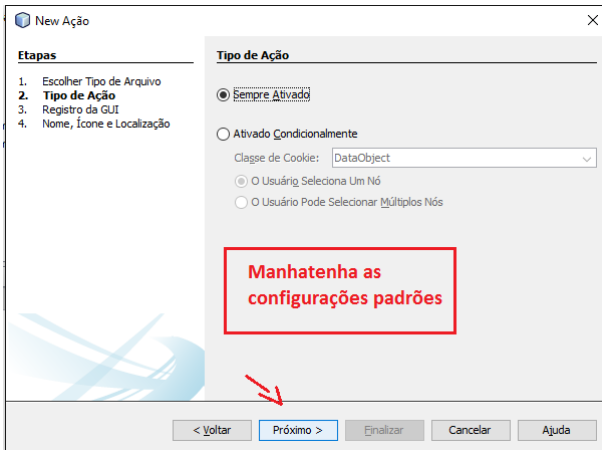 New Ação
Etapas
1. Escolher Tipo de Arquivo
2. Tipo de Ação
3. Registro da GUI
4. Nome, Ícone e Localização
Tipo de Ação
Sempre Ativado
Ativado Condicionalmente
Classe de Cookie: DataObject
O Usuário Seleciona Um Nó
O Usuário Pode Selecionar Múltiplos Nós
Manhatenha as
configurações padrões
< Voltar Próximo > Finalizar Cancelar Ajuda